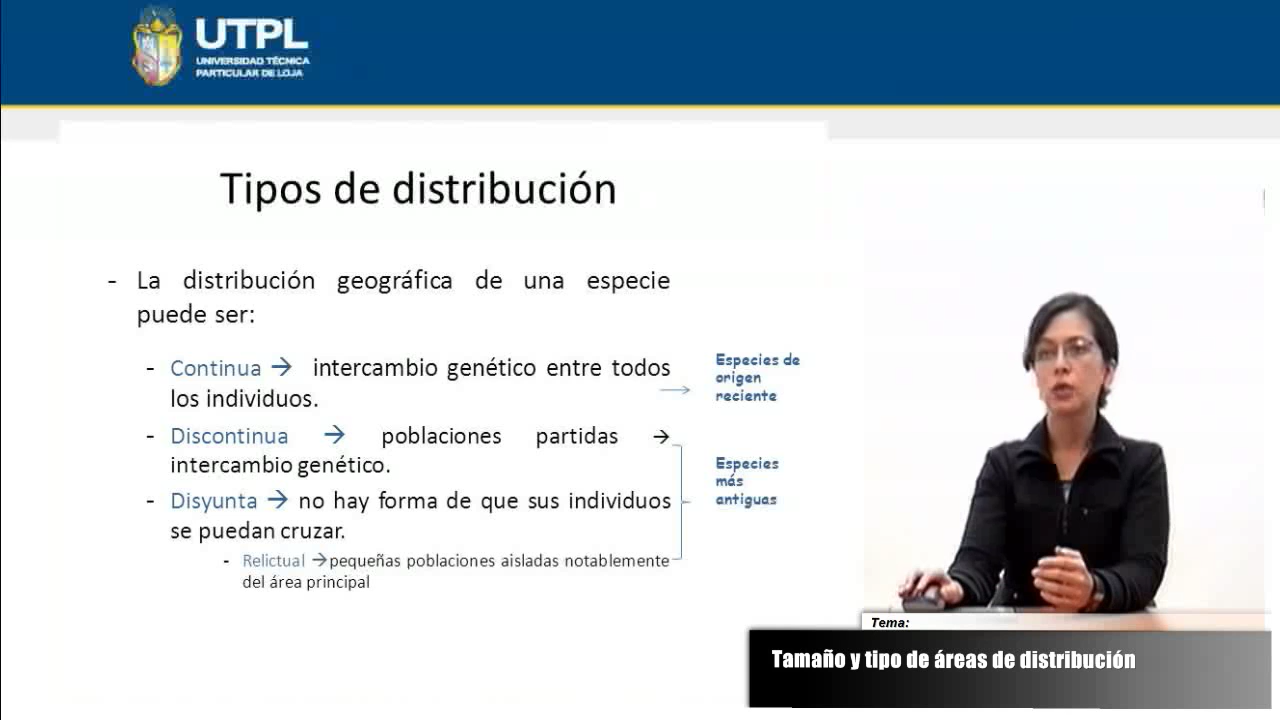 UTPL
UNIVERSIDAD TÉCNICA
PARTICULAR DE LOJA
Tipos de distribución
- La distribución geográfica de una especie
puede ser:
- Continua → intercambio genético entre todos
los individuos.
- Discontinua → poblaciones partidas →
intercambio genético.
- Disyunta → no hay forma de que sus individuos
se puedan cruzar.
- Relictual → pequeñas poblaciones aisladas notablemente
del área principal
Especies de
origen
reciente
Especies
más
antiguas
Tema:
Tamaño y tipo de áreas de distribución